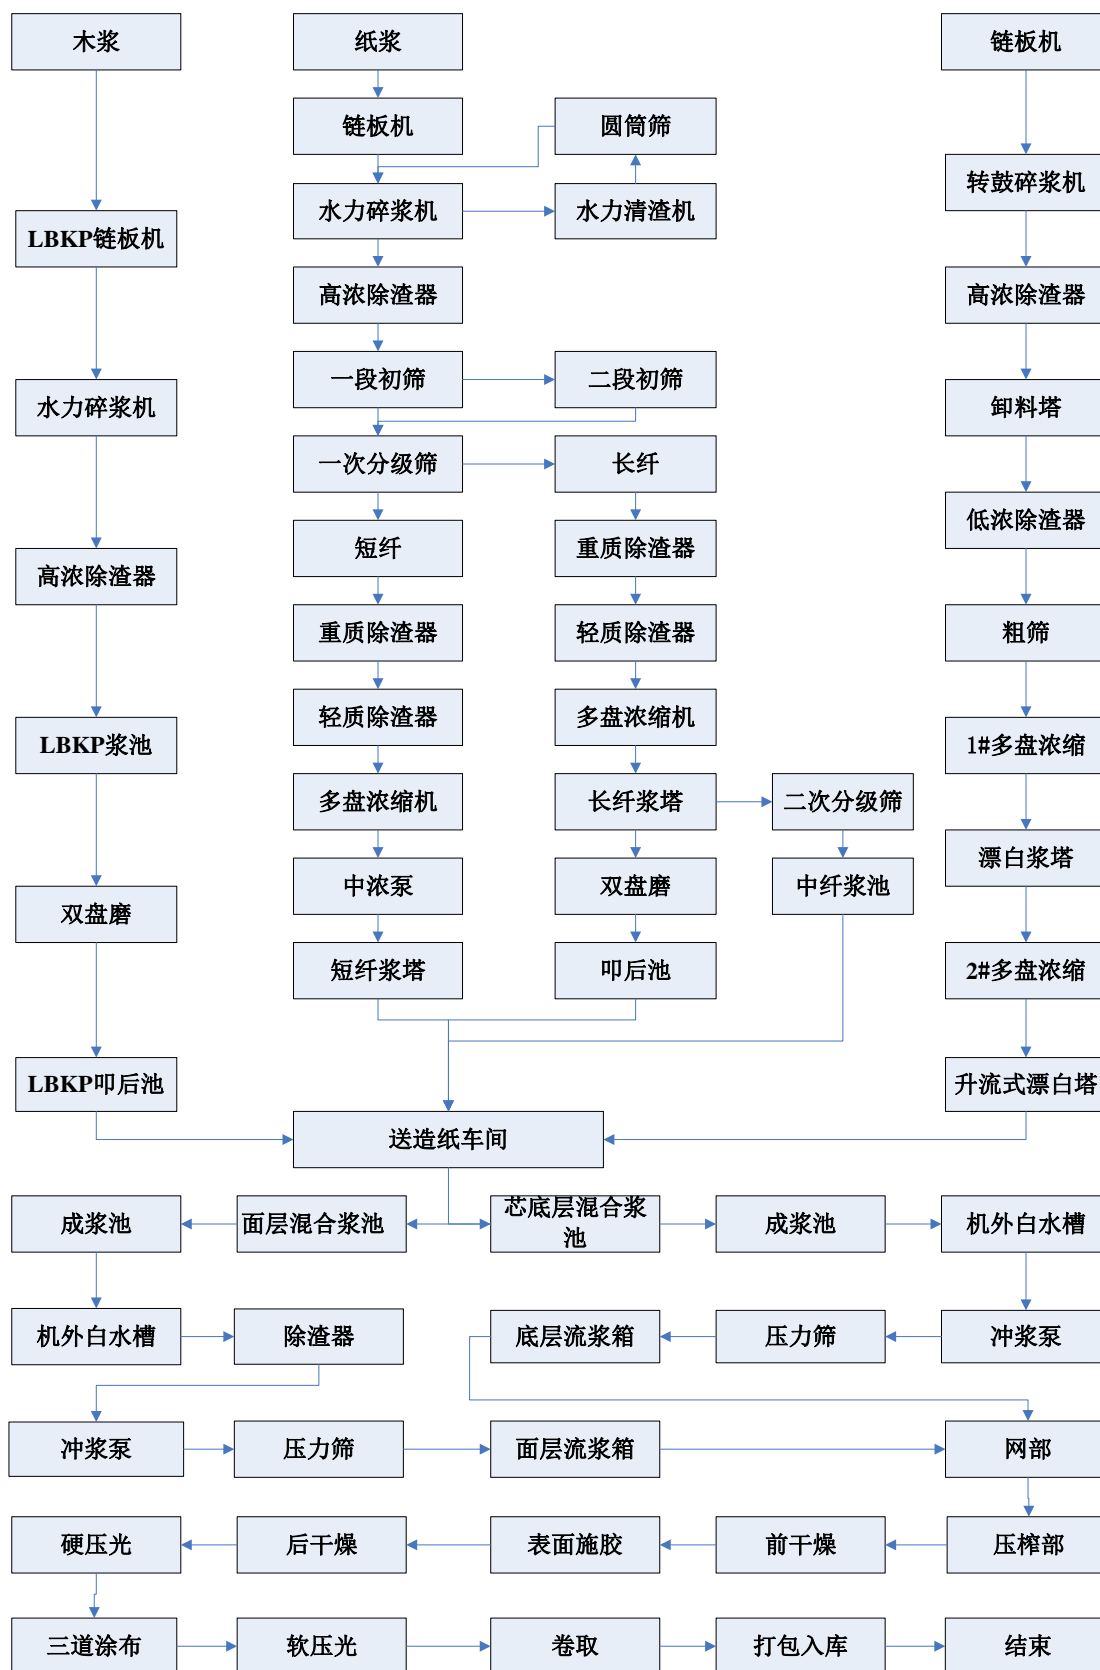 木浆
纸浆
链板机
链板机
圆筒筛
转鼓碎浆机
水力碎浆机
水力清渣机
LBKP链板机
高浓除渣器
高浓除渣器
一段初筛
二段初筛
水力碎浆机
卸料塔
一次分级筛
长纤
低浓除渣器
短纤
重质除渣器
高浓除渣器
重质除渣器
轻质除渣器
粗筛
轻质除渣器
多盘浓缩机
LBKP浆池
1#多盘浓缩
多盘浓缩机
长纤浆塔
二次分级筛
漂白浆塔
中浓泵
双盘磨
中纤浆池
双盘磨
短纤浆塔
叩后池
2#多盘浓缩
LBKP叩后池
升流式漂白塔
送造纸车间
成浆池
面层混合浆池
芯底层混合浆
池
成浆池
机外白水槽
机外白水槽
除渣器
底层流浆箱
压力筛
冲浆泵
冲浆泵
压力筛
面层流浆箱
网部
硬压光
后干燥
表面施胶
前干燥
压榨部
三道涂布
软压光
卷取
打包入库
结束